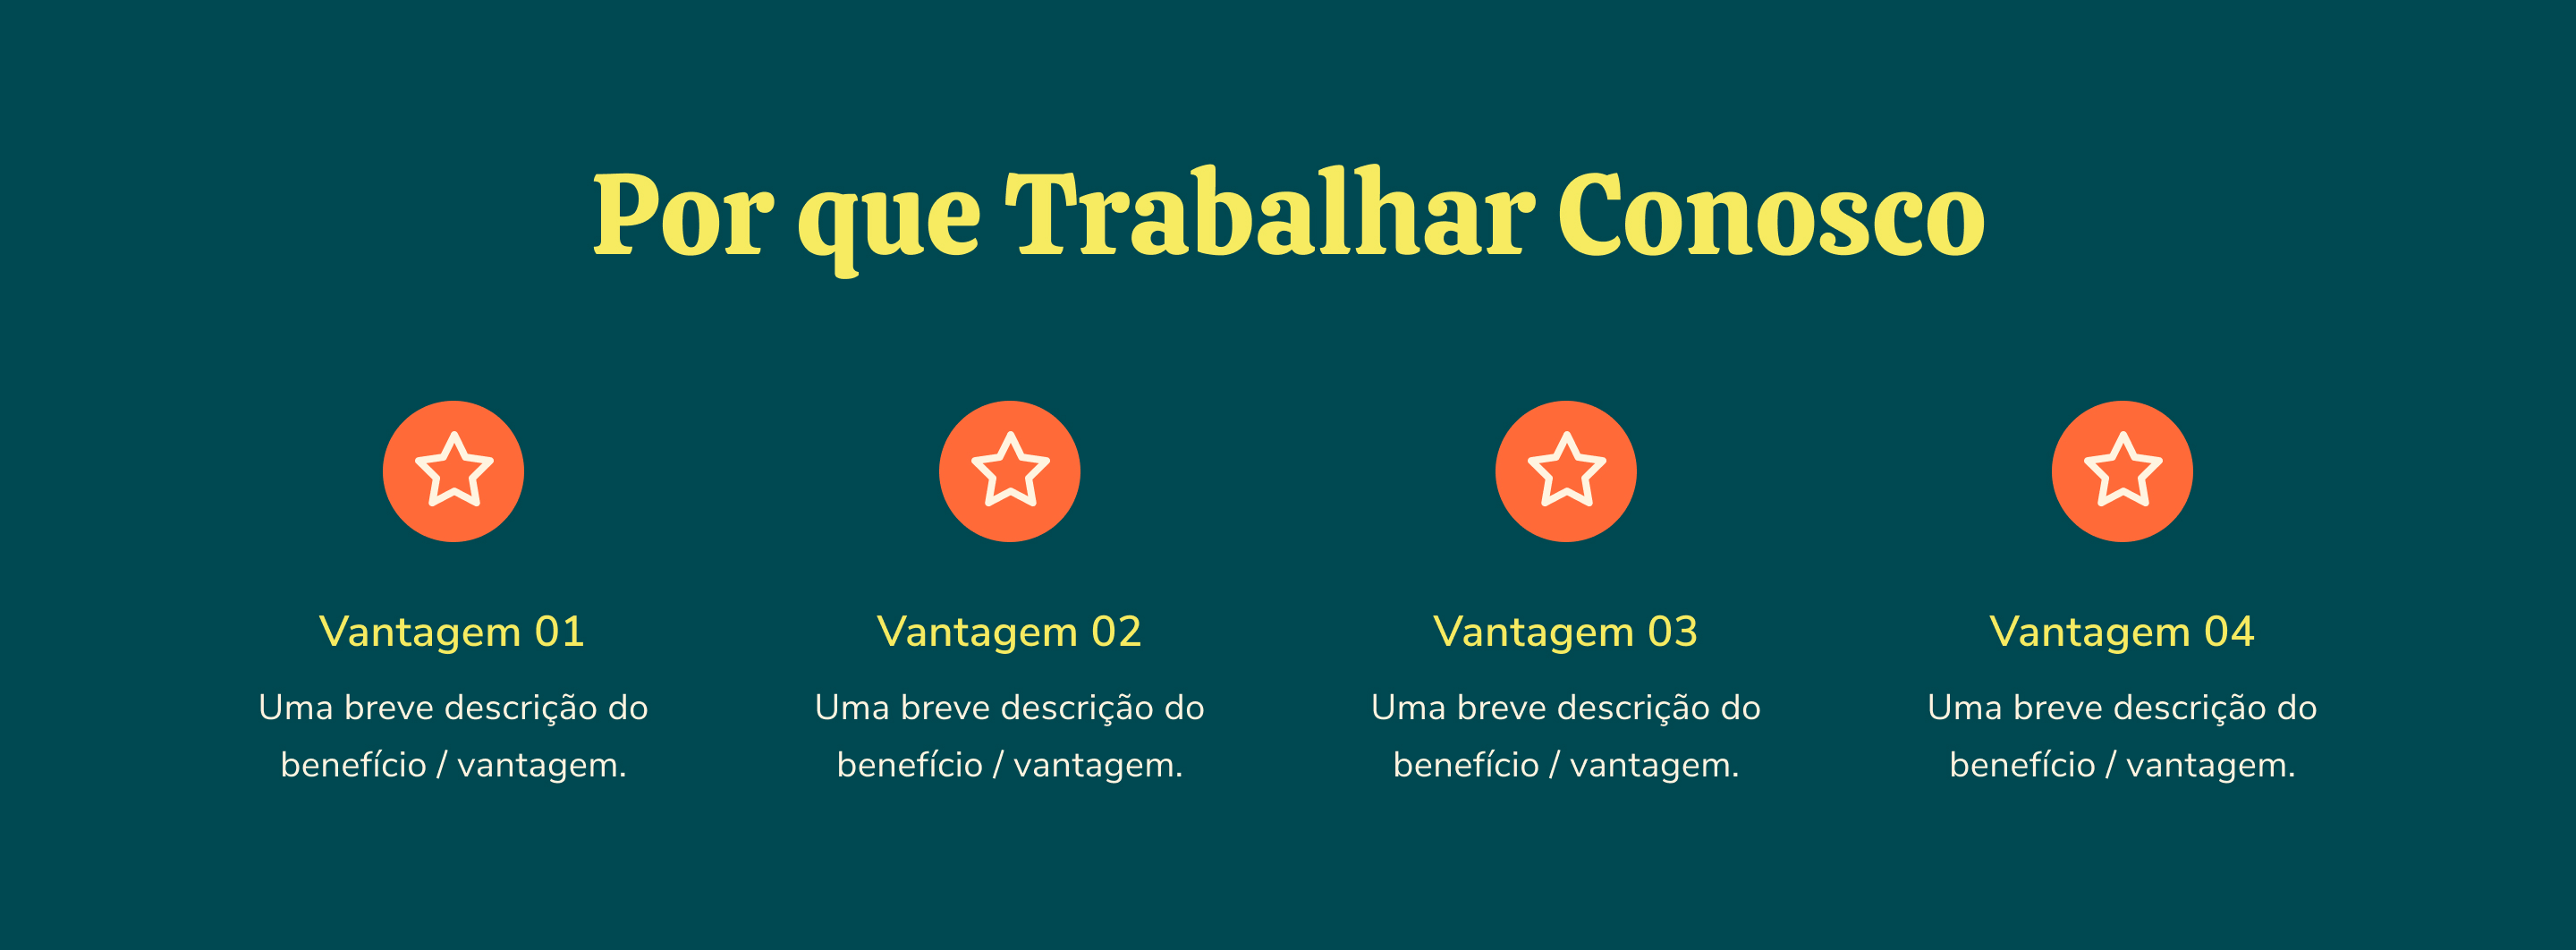 Por que Trabalhar Conosco
Vantagem 01
Uma breve descrição do
benefício / vantagem.
Vantagem 02
Uma breve descrição do
benefício / vantagem.
Vantagem 03
Uma breve descrição do
benefício / vantagem.
Vantagem 04
Uma breve descrição do
benefício / vantagem.